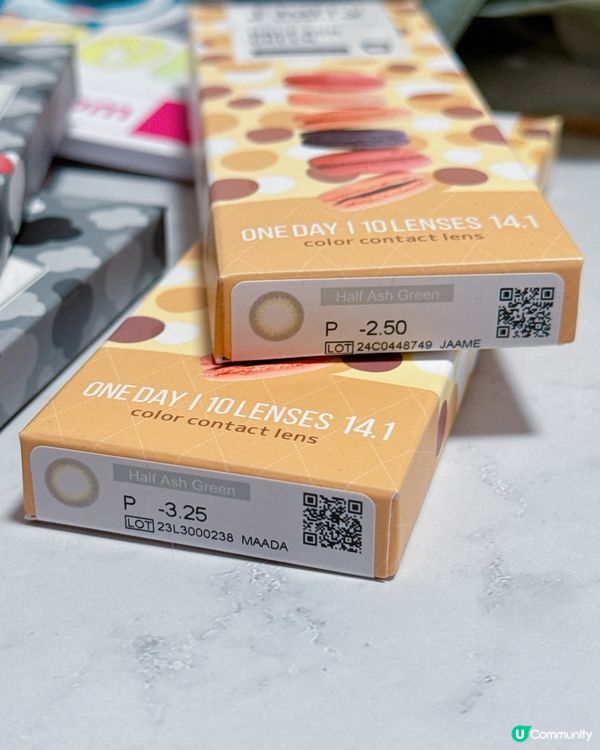 ONE DAY | 10 LENSES 14.1
color contact lens
Half Ash Green
P -2.50
LOT 24C0448749 JAAME
ONE DAY | 10 LENSES 14.1
color contact lens
Half Ash Green
P -3.25
LOT 23L3000238 MAADA
U Community